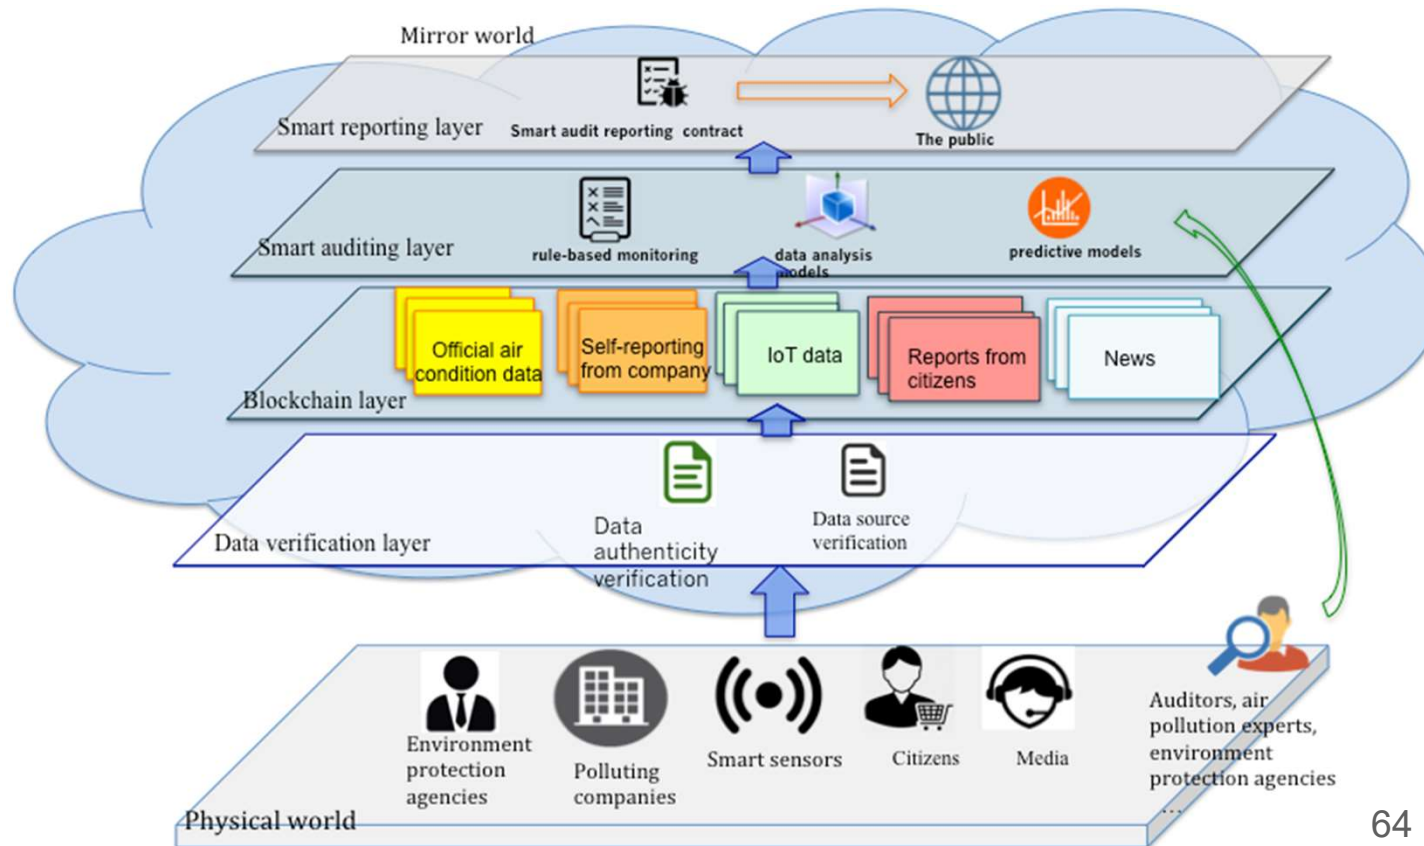 Mirror world
Smart reporting layer
Smart audit reporting contract
The public
Smart auditing layer
rule-based monitoring
data analysis
models
predictive models
Official air
condition data
Self-reporting
from company
IoT data
Reports from
citizens
News
Blockchain layer
Data
authenticity
verification
Data source
verification
Data verification layer
Environment
protection
agencies
Polluting
companies
Smart sensors
Citizens
Media
Auditors, air
pollution experts,
environment
protection agencies
...
Physical world
64